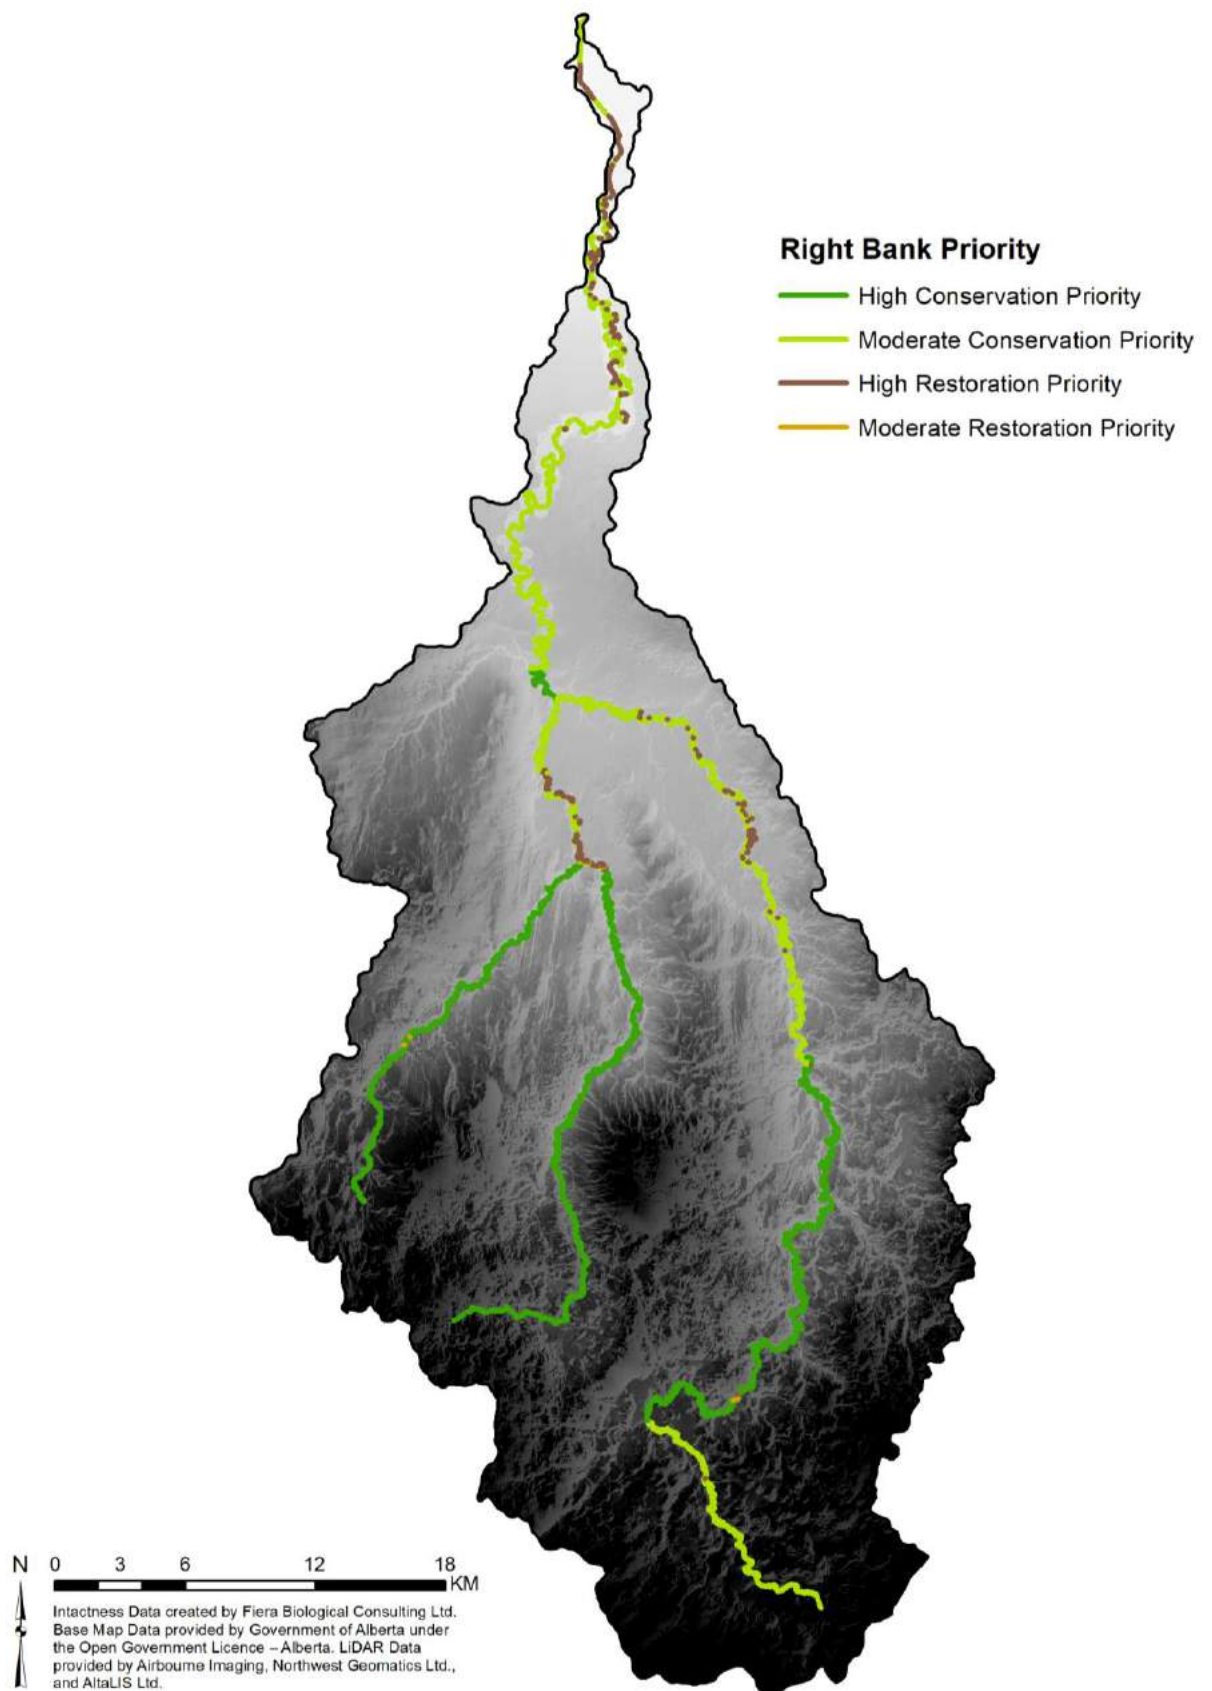 Right Bank Priority
High Conservation Priority
Moderate Conservation Priority
High Restoration Priority
Moderate Restoration Priority
N
0 3 6 12 18
KM
Intactness Data created by Fiera Biological Consulting Ltd.
Base Map Data provided by Government of Alberta under
the Open Government Licence – Alberta. LiDAR Data
provided by Airbourne Imaging, Northwest Geomatics Ltd.,
and AltaLIS Ltd.